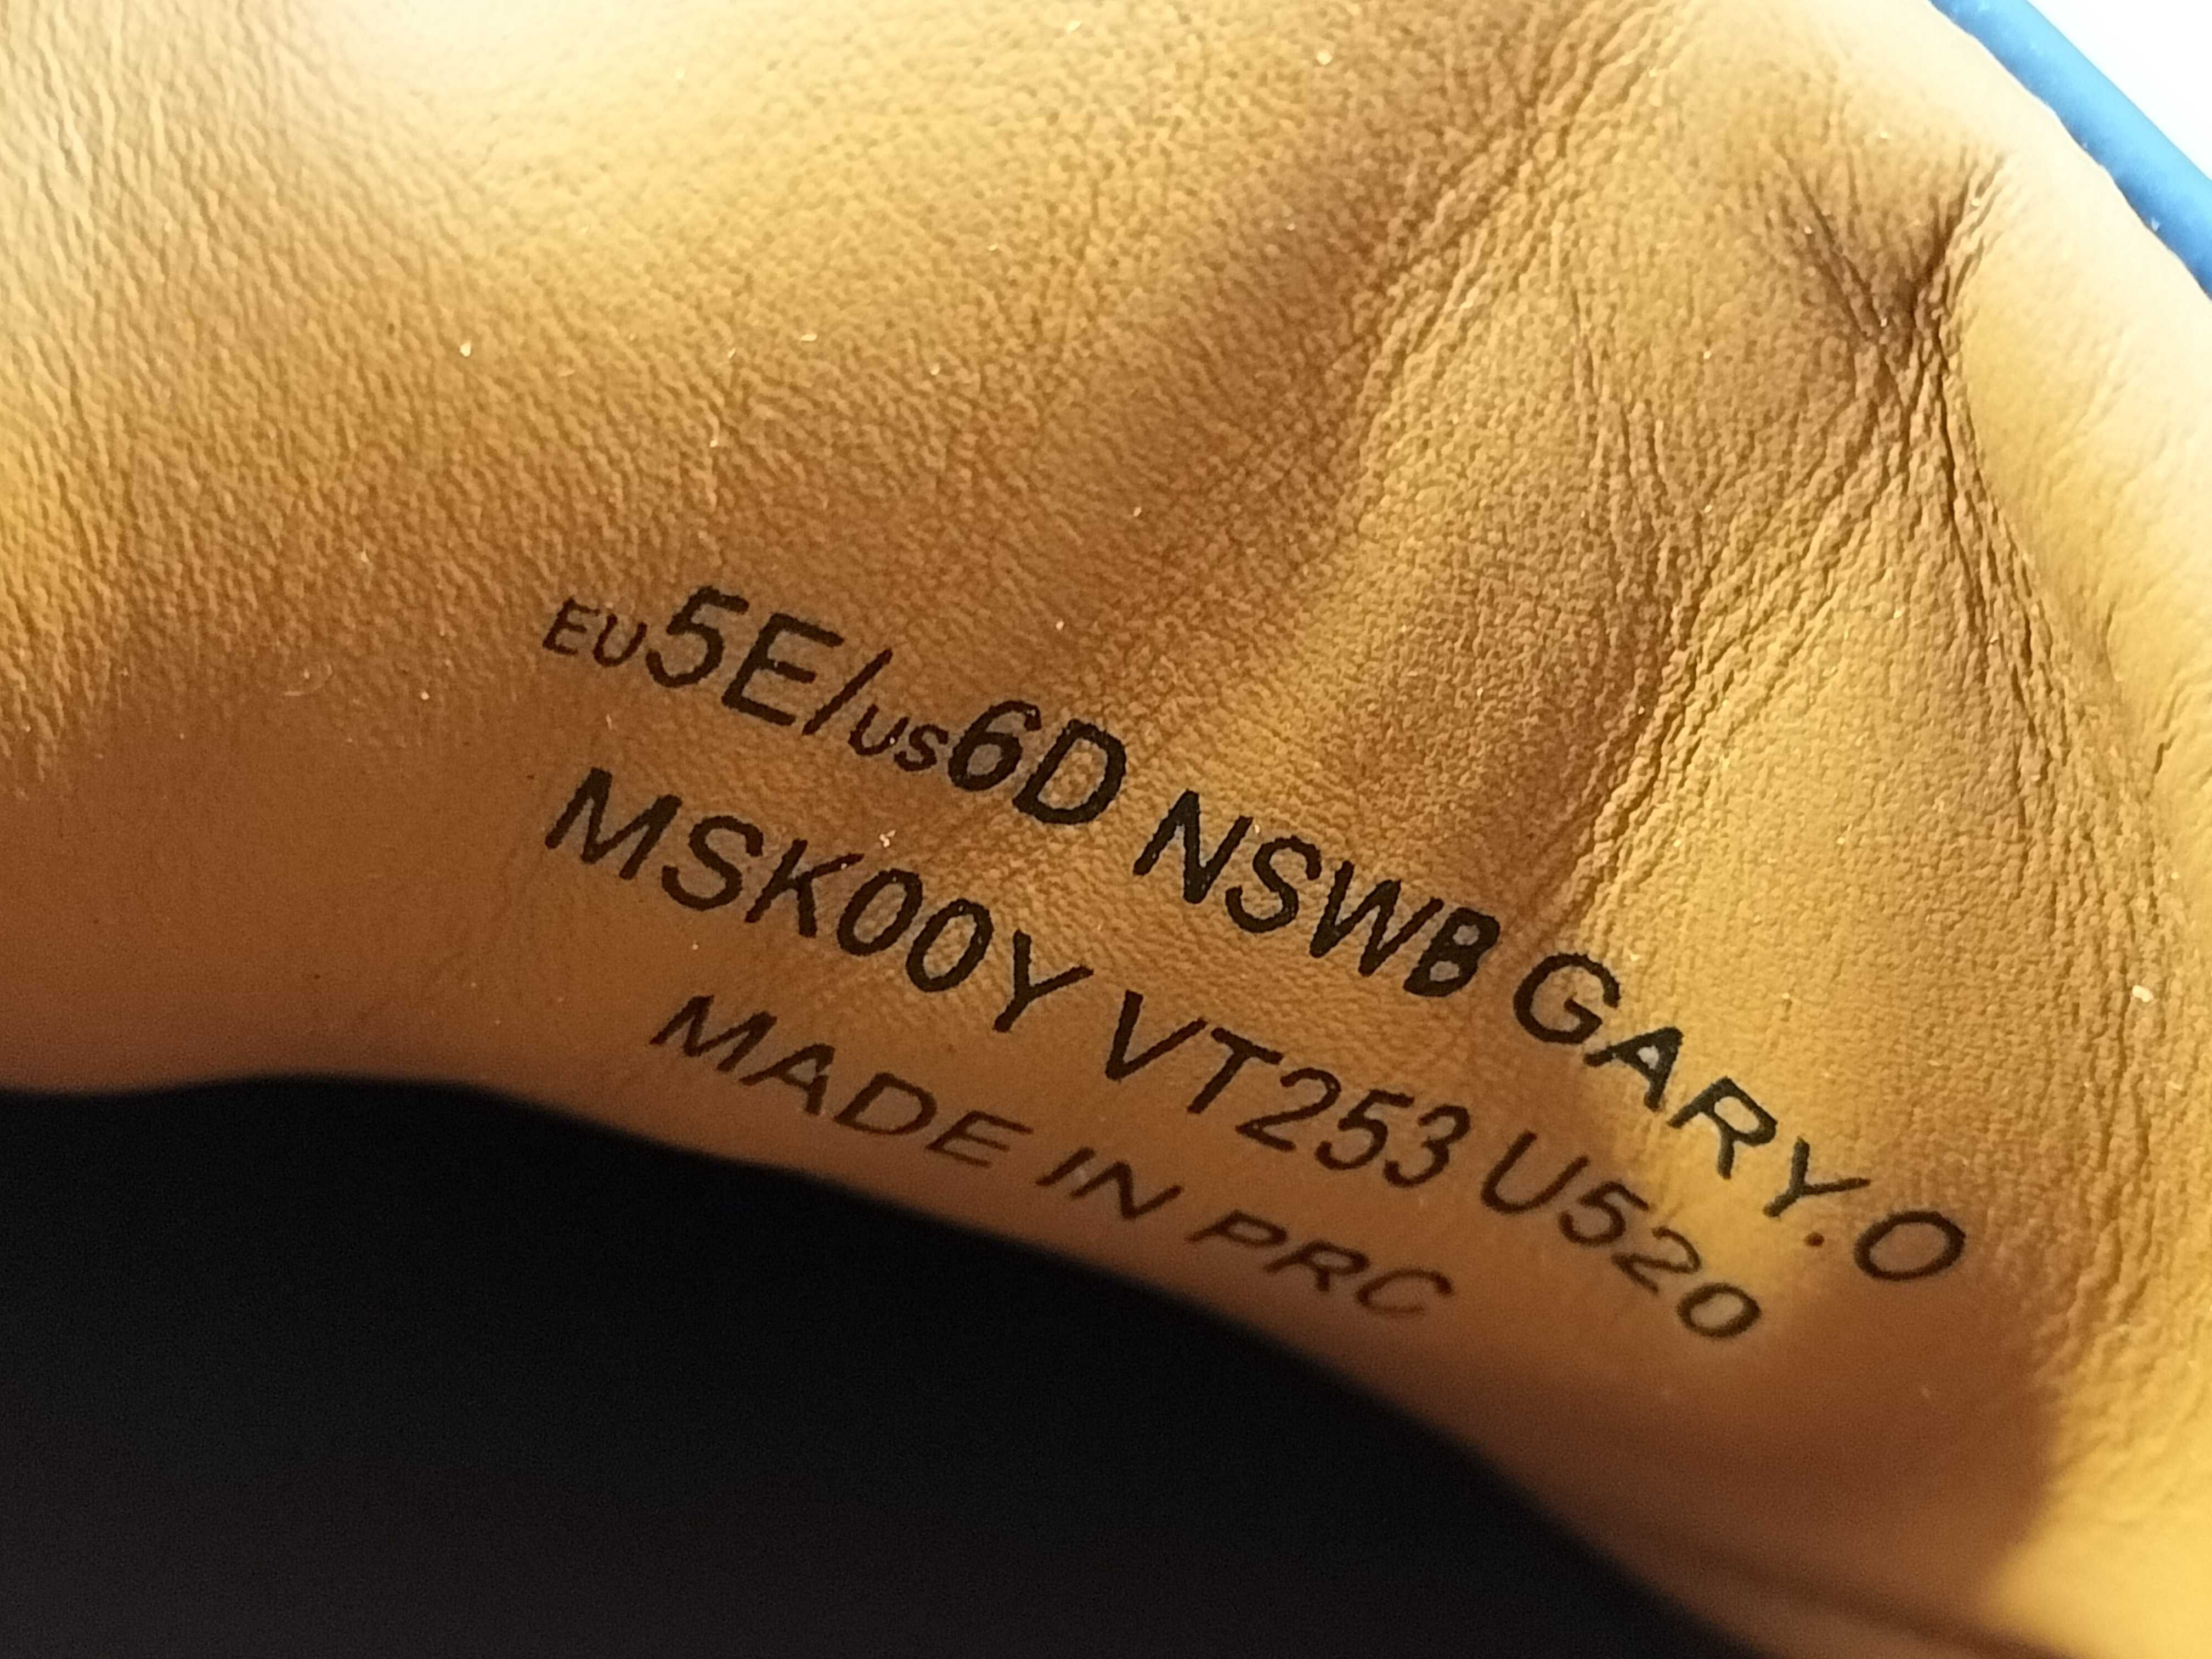 EU5E/US6D NSWB GARY.O
MSK00Y VT253 U520
MADE IN PRC